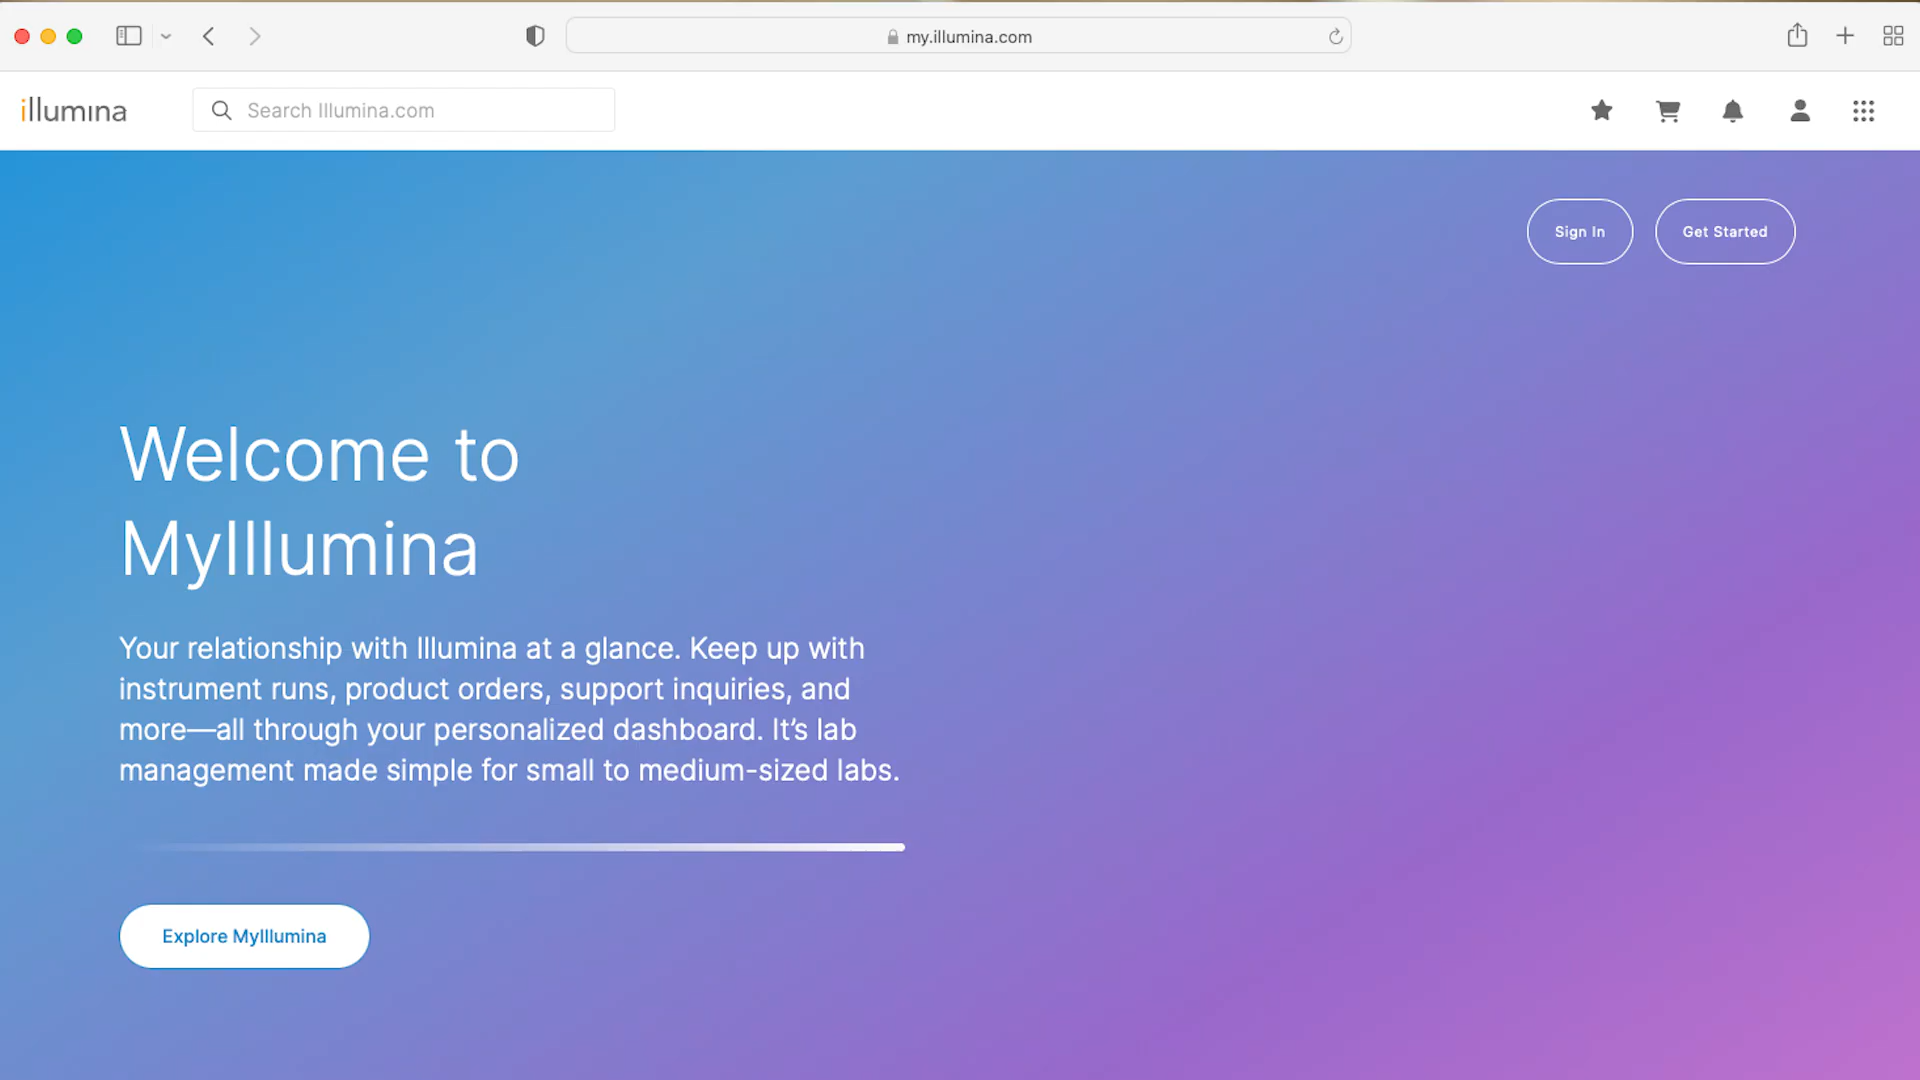 my.illumina.com
illumina
Search Illumina.com
Sign In
Get Started
Welcome to
MyIllumina
Your relationship with Illumina at a glance. Keep up with
instrument runs, product orders, support inquiries, and
more—all through your personalized dashboard. It’s lab
management made simple for small to medium-sized labs.
Explore MyIllumina